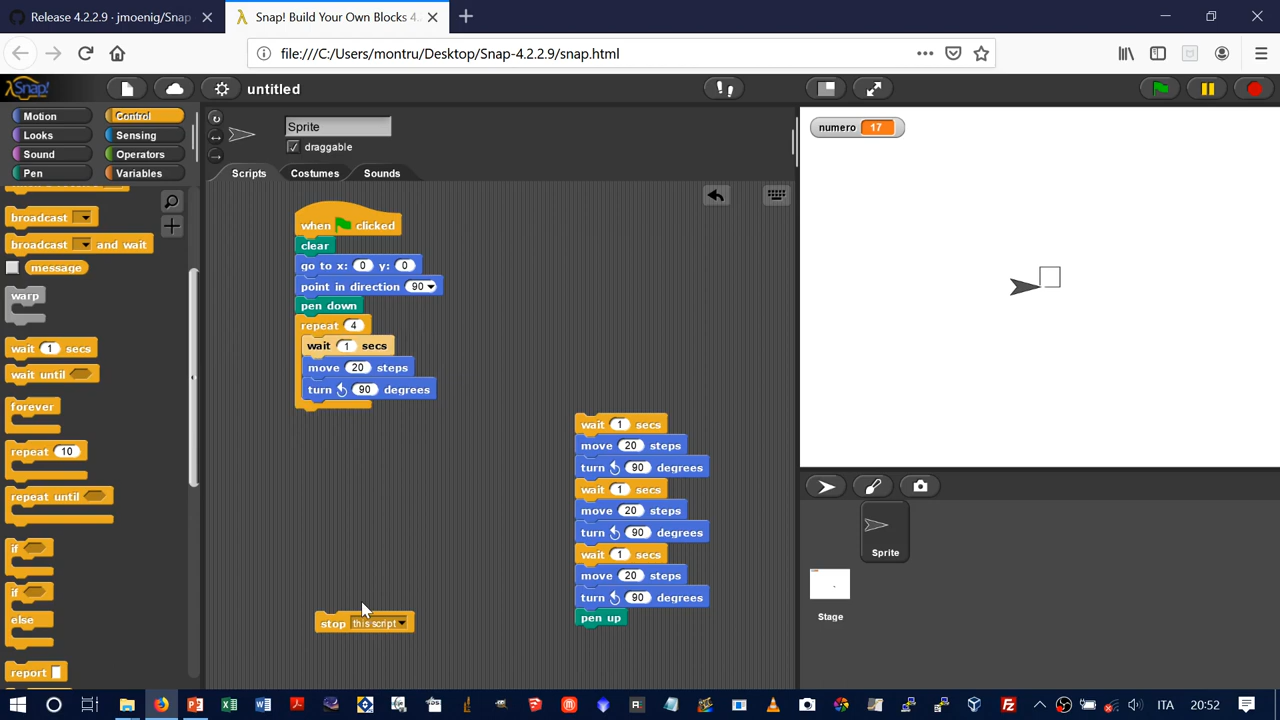 Release 4.2.2.9 · jmoenig/Snap
Snap! Build Your Own Blocks 4.
file:///C:/Users/montru/Desktop/Snap-4.2.2.9/snap.html
Snap!
untitled
Motion
Control
Looks
Sensing
Sound
Operators
Pen
Variables
broadcast
broadcast and wait
message
warp
wait 1 secs
wait until
forever
repeat 10
repeat until
if
if
else
report
Sprite
draggable
Scripts
Costumes
Sounds
when clicked
clear
go to x: 0 y: 0
point in direction 90
pen down
repeat 4
wait 1 secs
move 20 steps
turn 90 degrees
stop this script
wait 1 secs
move 20 steps
turn 90 degrees
wait 1 secs
move 20 steps
turn 90 degrees
wait 1 secs
move 20 steps
turn 90 degrees
pen up
numero 17
Sprite
Stage
ITA
20:52